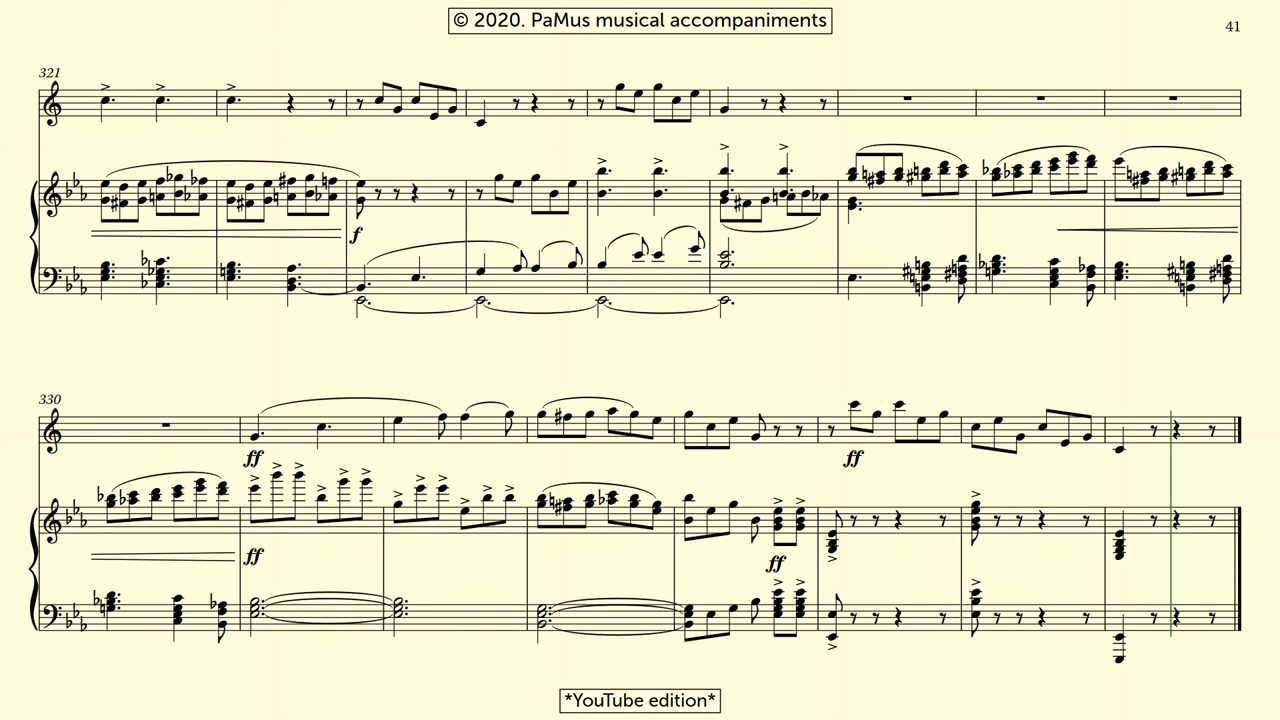 © 2020. PaMus musical accompaniments
41
321
f
330
ff
ff
ff
ff
*YouTube edition*